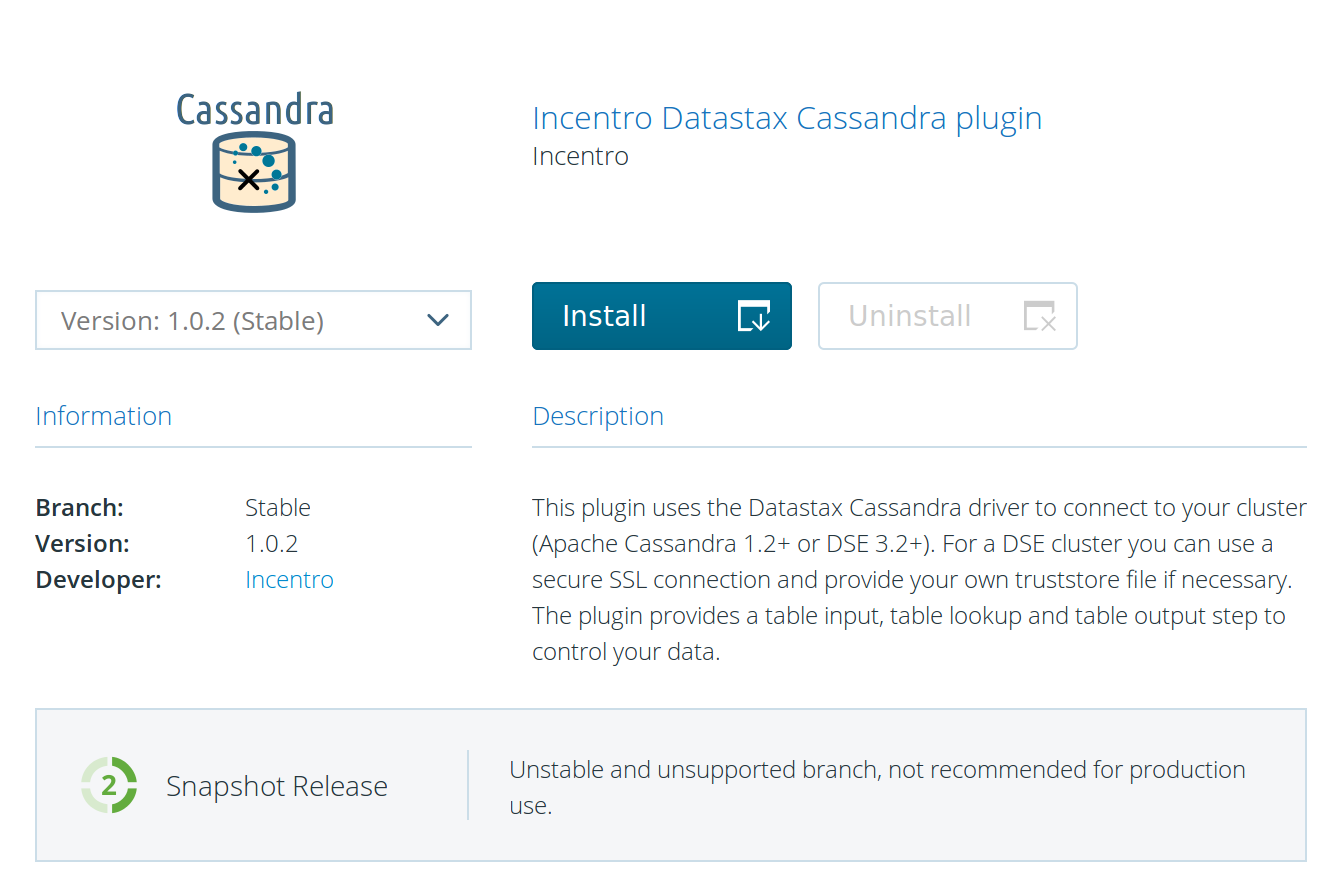 Cassandra
Incentro Datastax Cassandra plugin
Incentro
Version: 1.0.2 (Stable)
Install
Uninstall
Information
Branch: Stable
Version: 1.0.2
Developer: Incentro
Description
This plugin uses the Datastax Cassandra driver to connect to your cluster
(Apache Cassandra 1.2+ or DSE 3.2+). For a DSE cluster you can use a
secure SSL connection and provide your own truststore file if necessary.
The plugin provides a table input, table lookup and table output step to
control your data.
2 Snapshot Release
Unstable and unsupported branch, not recommended for production
use.